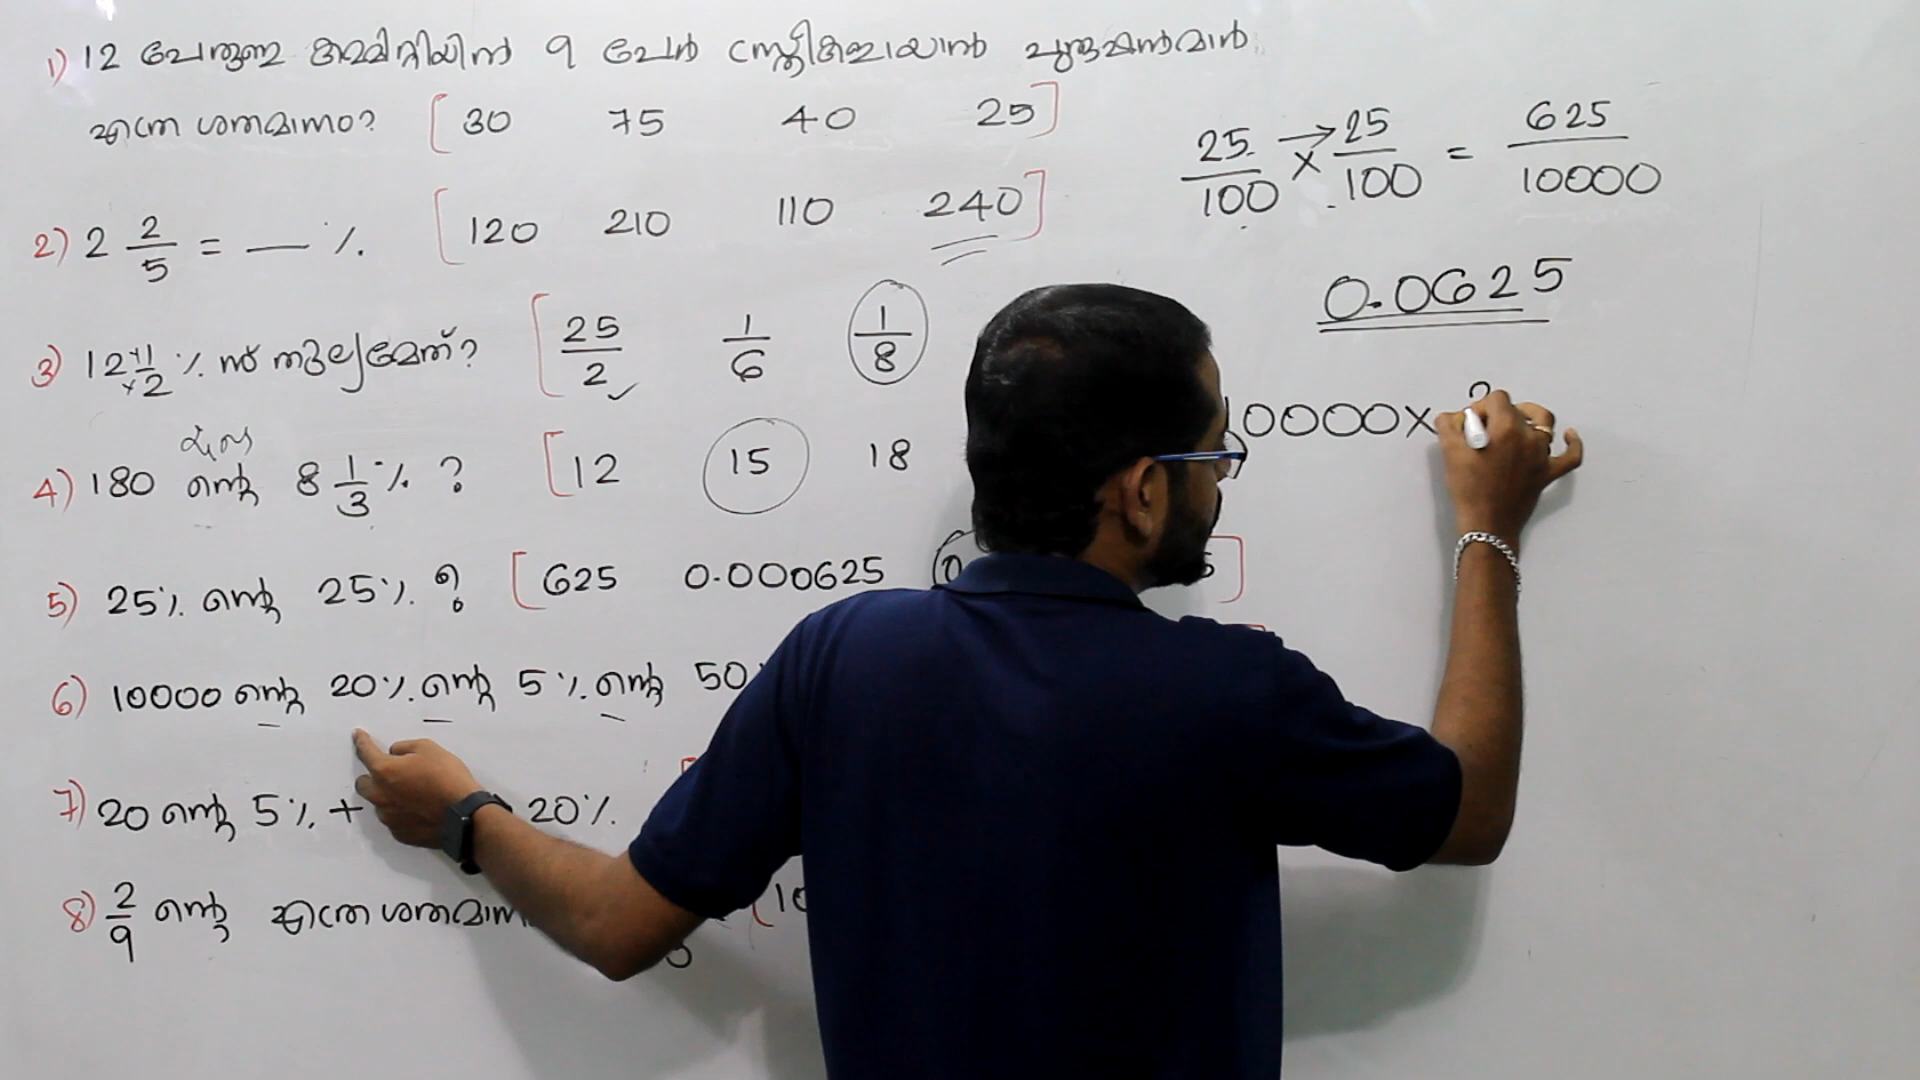 1) 12 പേരുള്ള കമ്മിറ്റിയിൽ 9 പേർ സ്ത്രീകളായാൽ പുരുഷന്മാർ
എത്ര ശതമാനം? [30 75 40 25]
2) 2 2/5 = — %. [120 210 110 240]
3) 12 1/2 %. ന് തുല്യമേത്? [25/2 1/6 1/8
4) 180 ന്റെ 8 1/3 %. ? [12 15 18
5) 25%. ന്റെ 25%. ? [625 0.000625 0.
6) 10000 ന്റെ 20%. ന്റെ 5%. ന്റെ 50
7) 20 ന്റെ 5%. + 20%.
8) 2/9 ന്റെ എത്ര ശതമാന
25/100 × 25/100 = 625/10000
0.0625
10000×